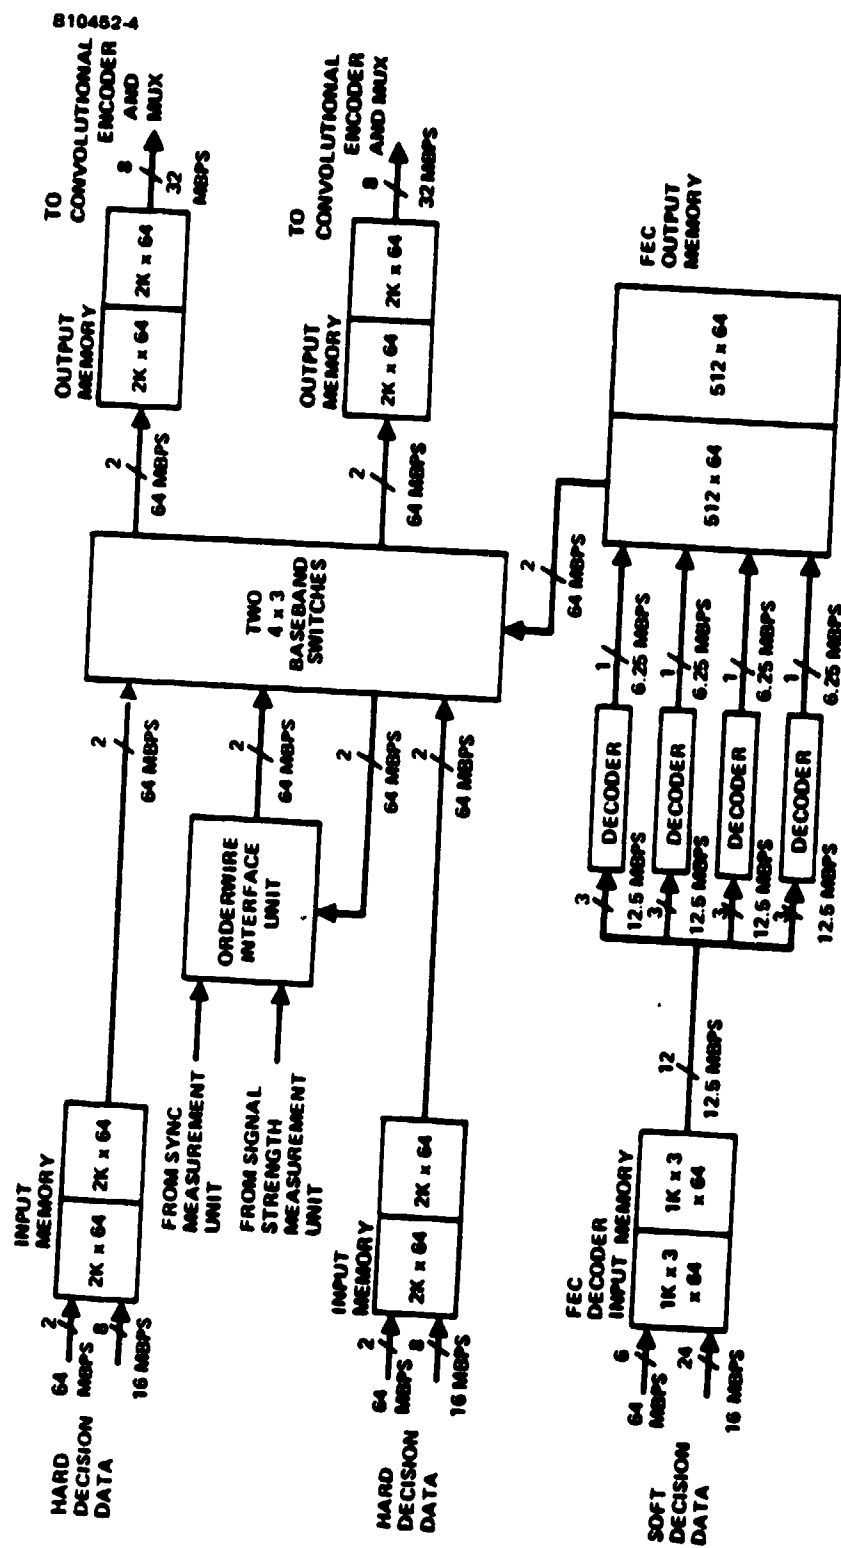 810452-4
HARD
DECISION
DATA
64
MBPS
2
8
16 MBPS
INPUT
MEMORY
2K x 64
2K x 64
2
64 MBPS
FROM SYNC
MEASUREMENT
UNIT
FROM SIGNAL
STRENGTH
MEASUREMENT
UNIT
ORDERWIRE
INTERFACE
UNIT
2
64 MBPS
2
64 MBPS
HARD
DECISION
DATA
64
MBPS
2
8
16 MBPS
INPUT
MEMORY
2K x 64
2K x 64
2
64 MBPS
TWO
4 x 3
BASEBAND
SWITCHES
2
64 MBPS
OUTPUT
MEMORY
2K x 64
2K x 64
8
32
MBPS
TO
CONVOLUTIONAL
ENCODER
AND
MUX
2
64 MBPS
OUTPUT
MEMORY
2K x 64
2K x 64
8
32 MBPS
TO
CONVOLUTIONAL
ENCODER
AND MUX
SOFT
DECISION
DATA
6
64
MBPS
24
16 MBPS
FEC
DECODER
INPUT MEMORY
1K x 3
x 64
1K x 3
x 64
12
12.5 MBPS
3
12.5 MBPS
DECODER
1
6.25 MBPS
3
12.5 MBPS
DECODER
1
6.25 MBPS
3
12.5 MBPS
DECODER
1
6.25 MBPS
3
12.5 MBPS
DECODER
1
6.25 MBPS
2
64 MBPS
512 x 64
512 x 64
FEC
OUTPUT
MEMORY